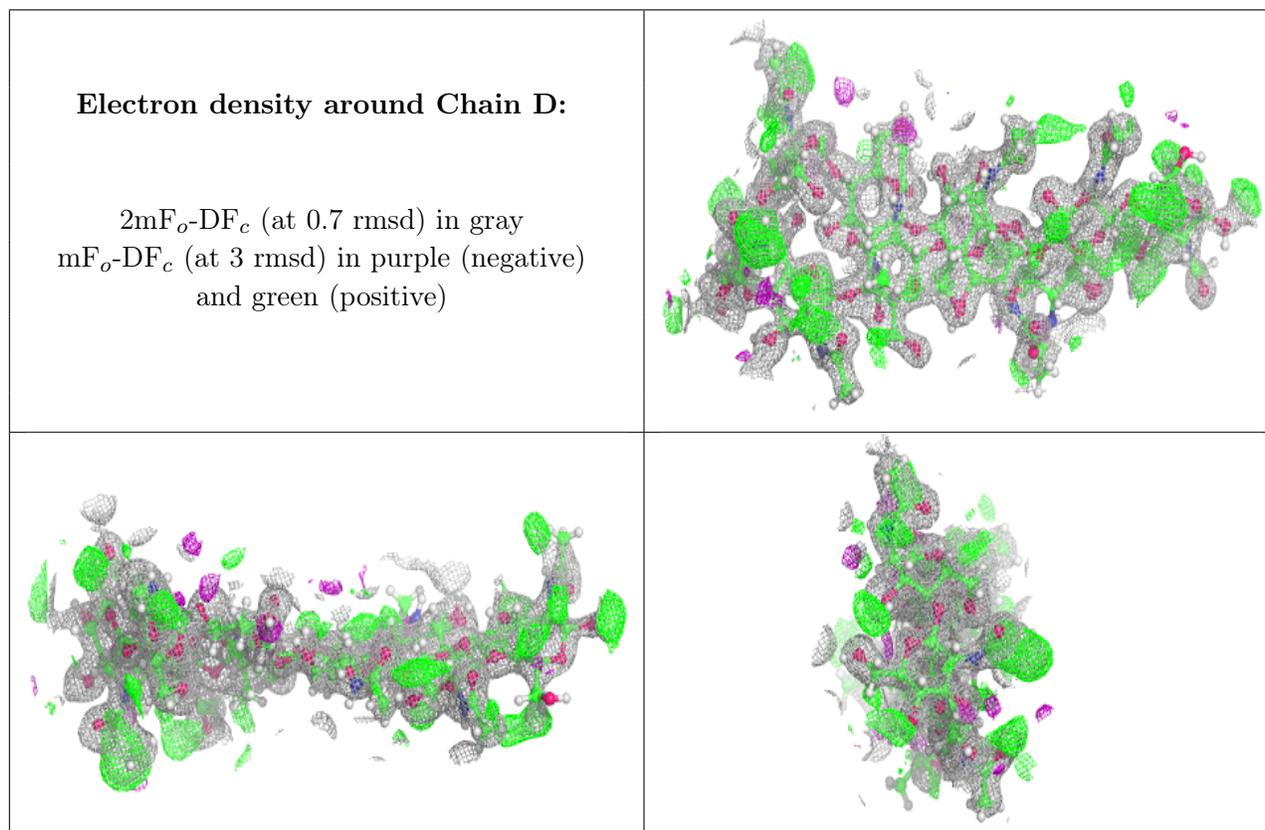 Electron density around Chain D:
2mFo-DFc (at 0.7 rmsd) in gray
mFo-DFc (at 3 rmsd) in purple (negative)
and green (positive)